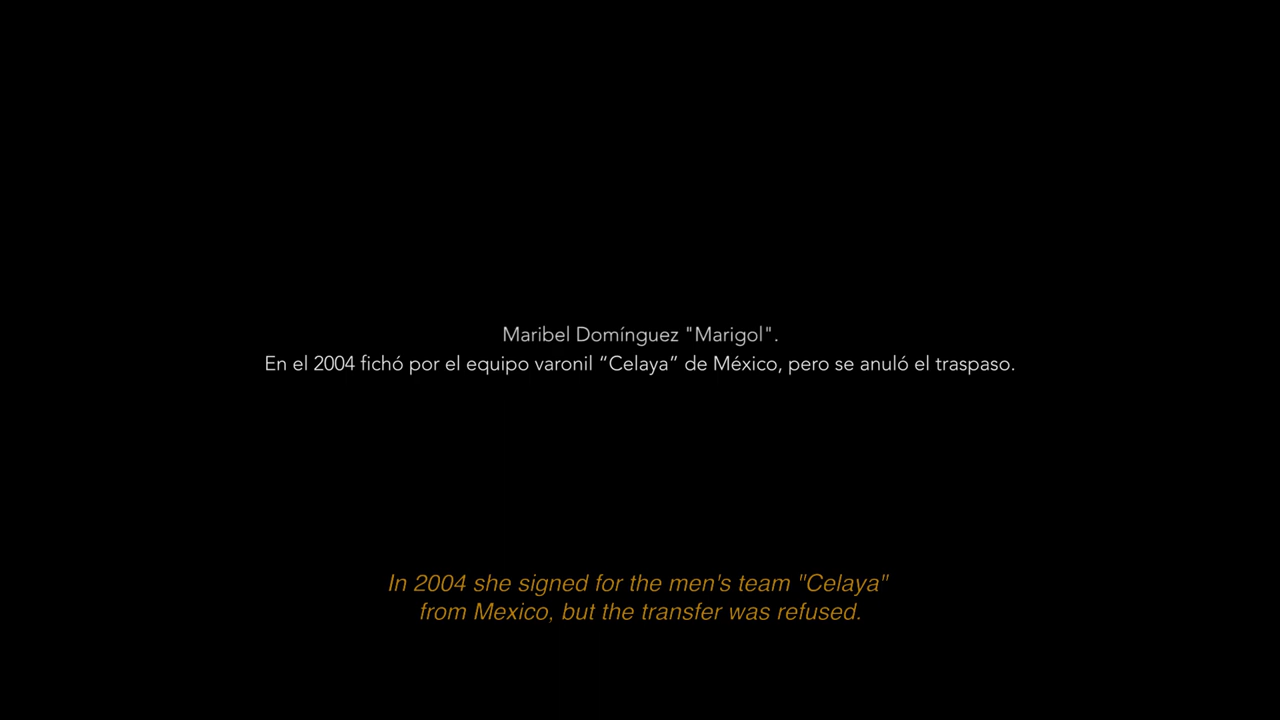 Maribel Domínguez "Marigol".
En el 2004 fichó por el equipo varonil “Celaya” de México, pero se anuló el traspaso.
In 2004 she signed for the men's team "Celaya"
from Mexico, but the transfer was refused.